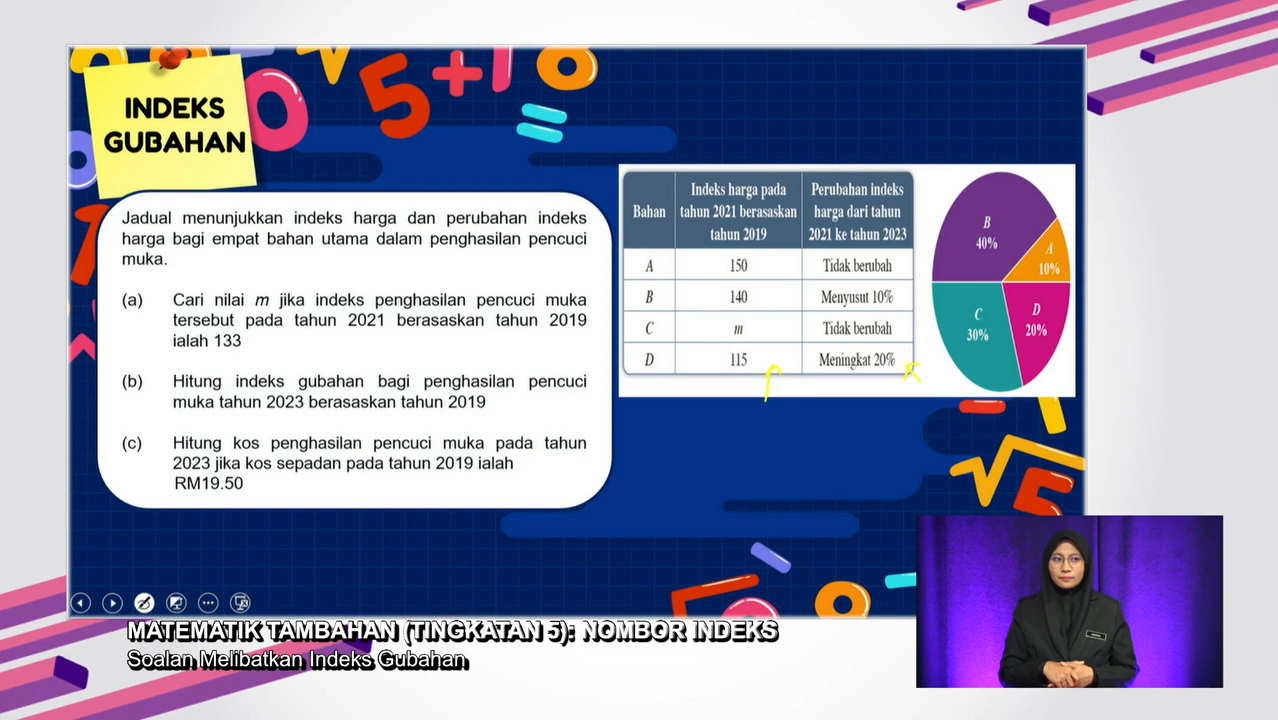 INDEKS
GUBAHAN
Jadual menunjukkan indeks harga dan perubahan indeks
harga bagi empat bahan utama dalam penghasilan pencuci
muka.
(a) Cari nilai m jika indeks penghasilan pencuci muka
tersebut pada tahun 2021 berasaskan tahun 2019
ialah 133
(b) Hitung indeks gubahan bagi penghasilan pencuci
muka tahun 2023 berasaskan tahun 2019
(c) Hitung kos penghasilan pencuci muka pada tahun
2023 jika kos sepadan pada tahun 2019 ialah
RM19.50
Bahan
Indeks harga pada
tahun 2021 berasaskan
tahun 2019
Perubahan indeks
harga dari tahun
2021 ke tahun 2023
A 150 Tidak berubah
B 140 Menyusut 10%
C m Tidak berubah
D 115 Meningkat 20%
B
40%
A
10%
C
30%
D
20%
MATEMATIK TAMBAHAN (TINGKATAN 5): NOMBOR INDEKS
Soalan Melibatkan Indeks Gubahan